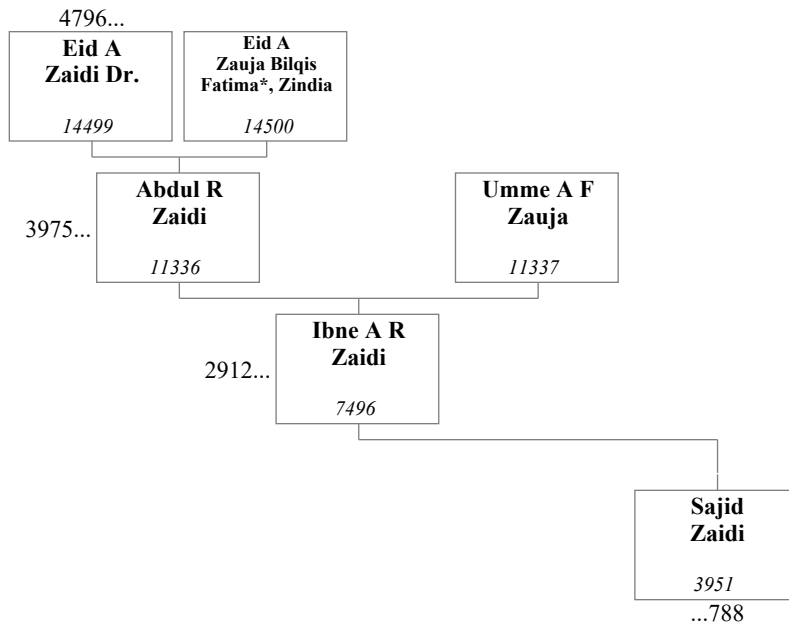 4796...
Eid A
Zaidi Dr.
14499
Eid A
Zauja Bilqis
Fatima*, Zindia
14500
3975...
Abdul R
Zaidi
11336
Umme A F
Zauja
11337
2912...
Ibne A R
Zaidi
7496
Sajid
Zaidi
3951
...788